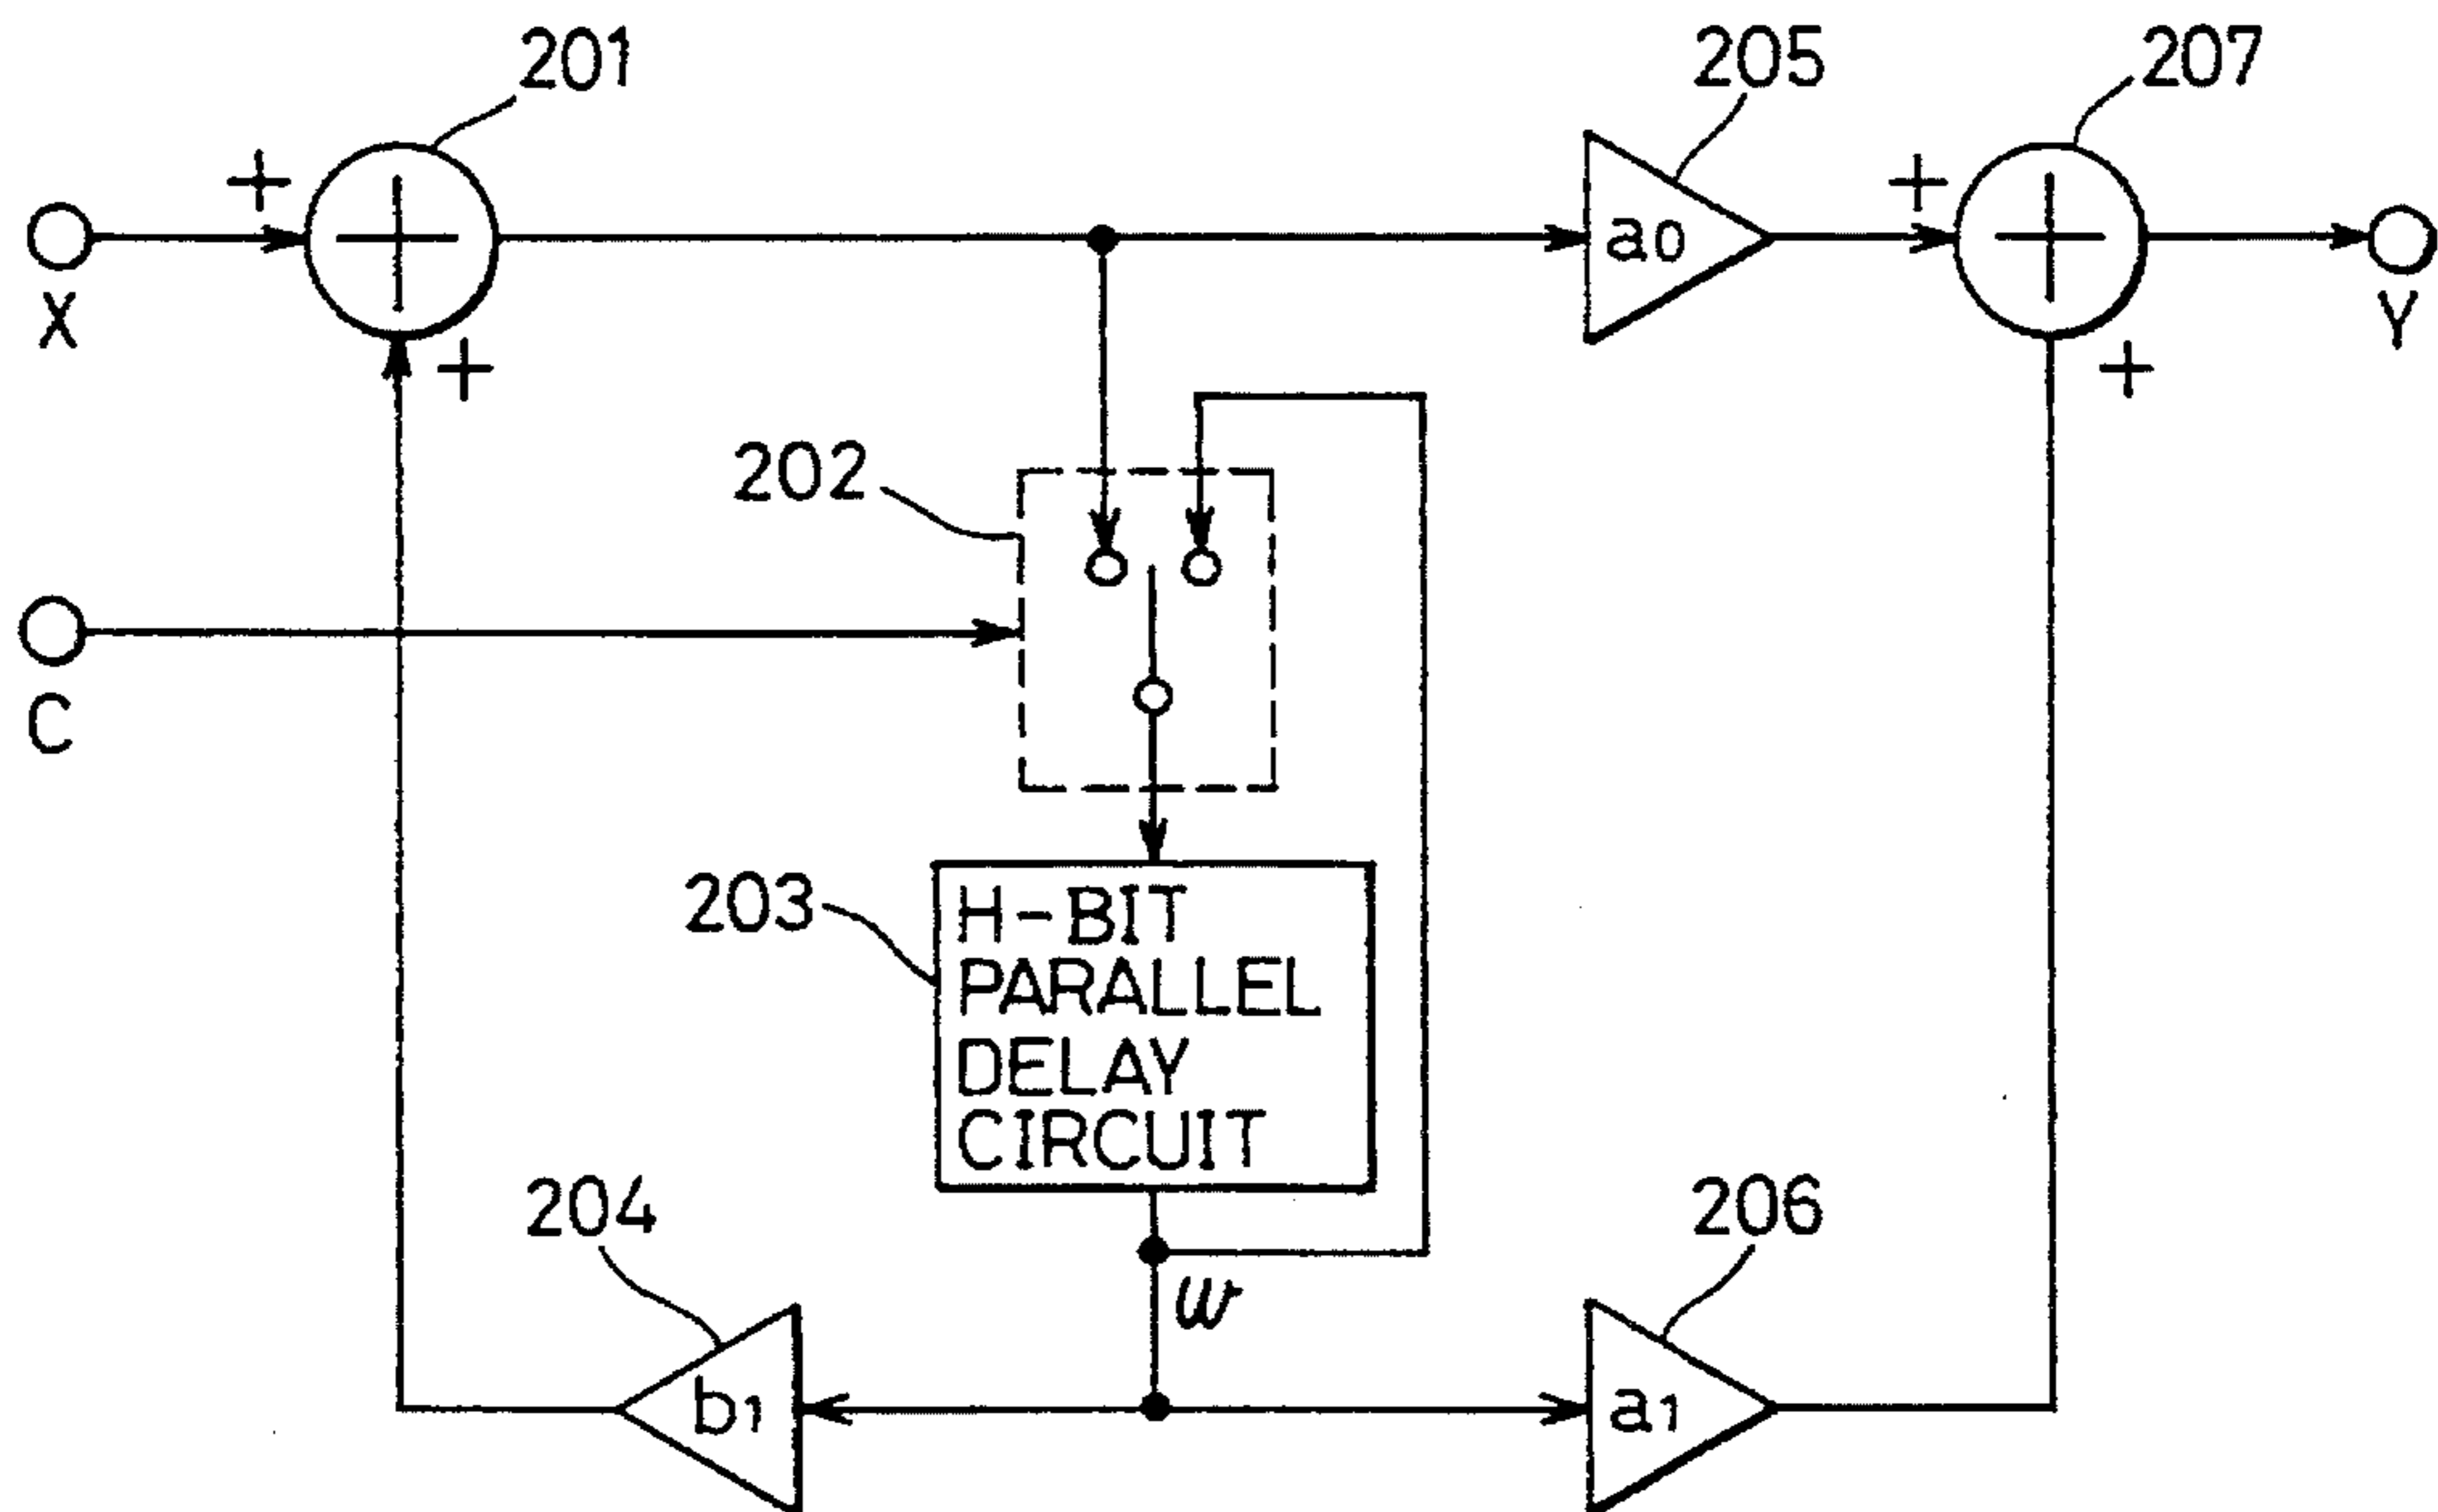 201
205
207
+
+
a0
X
+
+
Y
202
C
203
H-BIT
PARALLEL
DELAY
CIRCUIT
204
206
w
b1
a1